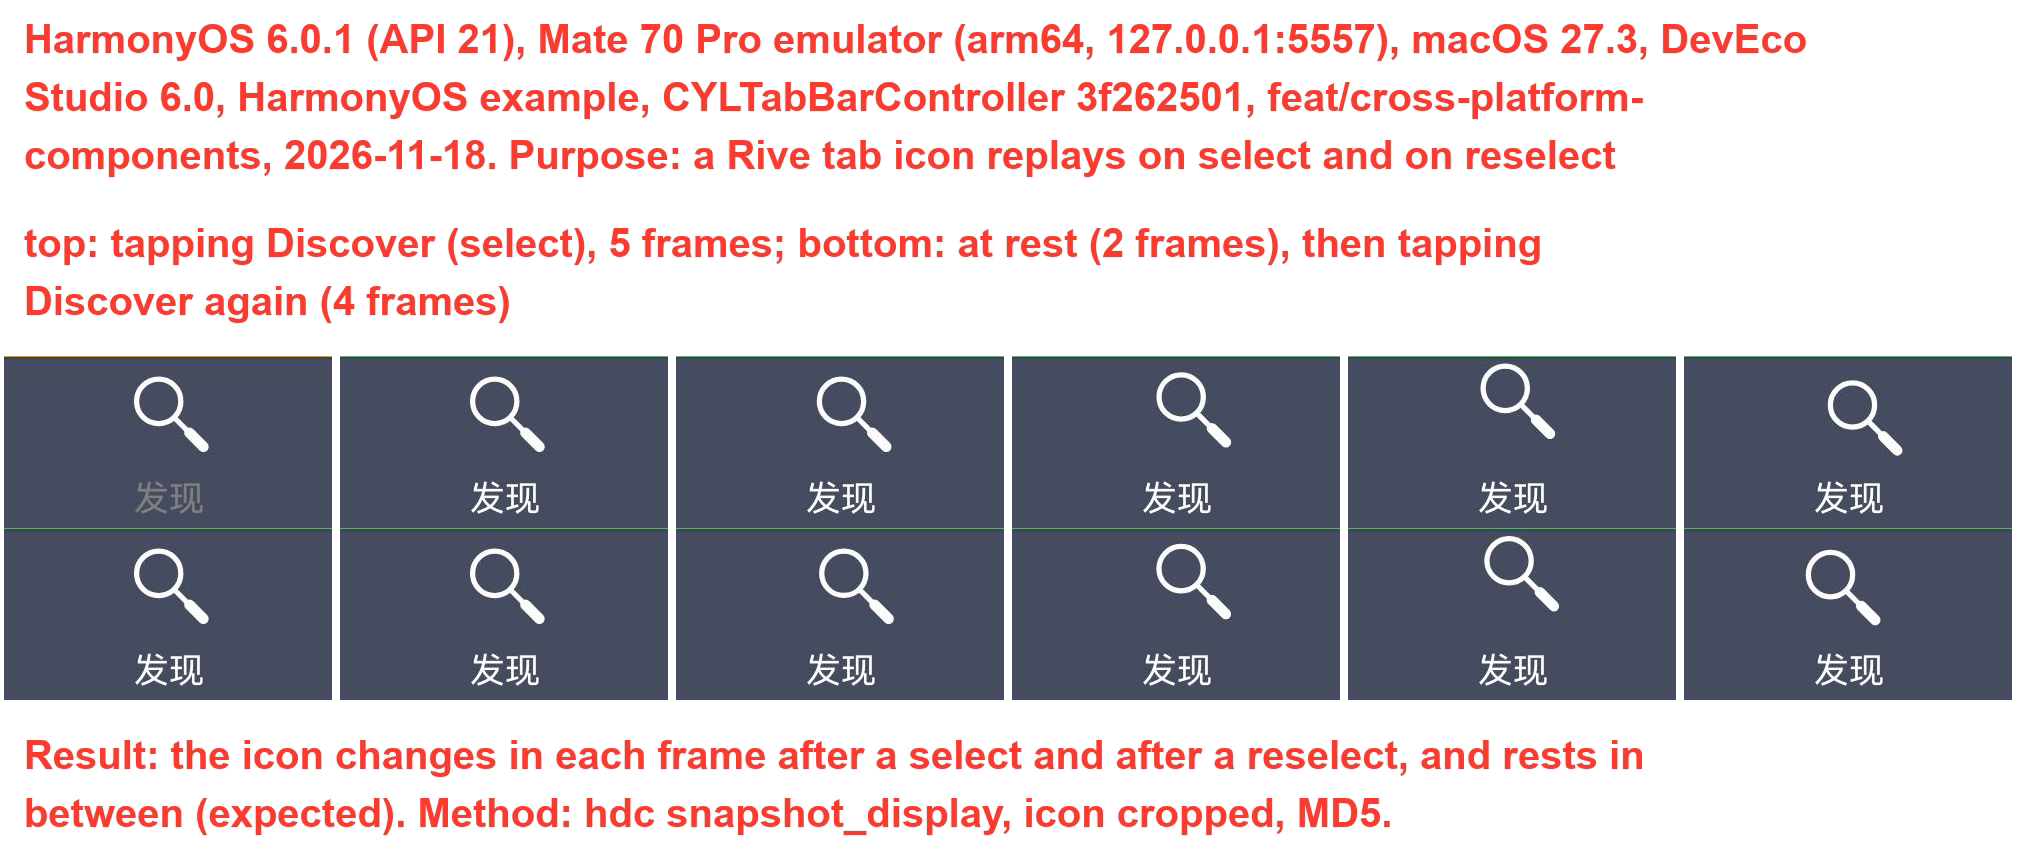 HarmonyOS 6.0.1 (API 21), Mate 70 Pro emulator (arm64, 127.0.0.1:5557), macOS 27.3, DevEco
Studio 6.0, HarmonyOS example, CYLTabBarController 3f262501, feat/cross-platform-
components, 2026-11-18. Purpose: a Rive tab icon replays on select and on reselect
top: tapping Discover (select), 5 frames; bottom: at rest (2 frames), then tapping
Discover again (4 frames)
发现 发现 发现 发现 发现 发现
发现 发现 发现 发现 发现 发现
Result: the icon changes in each frame after a select and after a reselect, and rests in
between (expected). Method: hdc snapshot_display, icon cropped, MD5.